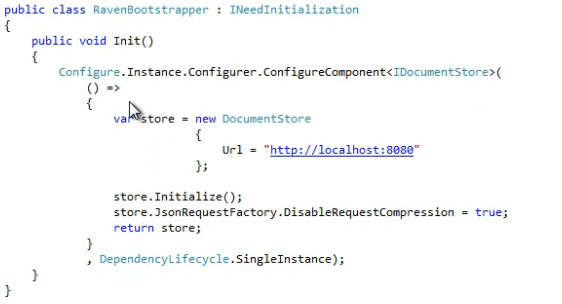 public class RavenBootstrapper : INeedInitialization
{
public void Init()
{
Configure.Instance.Configurer.ConfigureComponent<IDocumentStore>(
() =>
{
var store = new DocumentStore
{
Url = "http://localhost:8080"
};
store.Initialize();
store.JsonRequestFactory.DisableRequestCompression = true;
return store;
}
, DependencyLifecycle.SingleInstance);
}
}